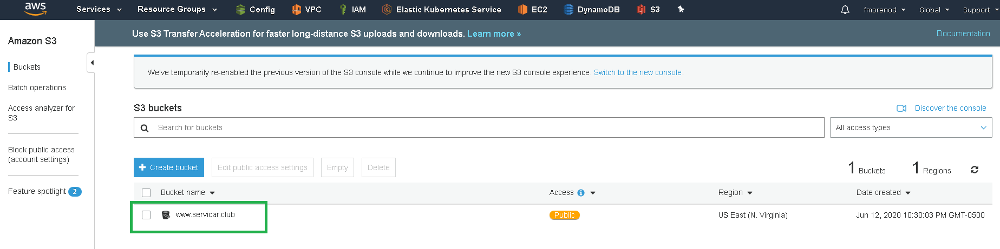 aws Services Resource Groups Config VPC IAM Elastic Kubernetes Service EC2 DynamoDB S3 fmorenod Global Support
Amazon S3
Buckets
Batch operations
Access analyzer for
S3
Block public access
(account settings)
Feature spotlight 2
Use S3 Transfer Acceleration for faster long-distance S3 uploads and downloads. Learn more » Documentation
We've temporarily re-enabled the previous version of the S3 console while we continue to improve the new S3 console experience. Switch to the new console.
S3 buckets Discover the console
Search for buckets All access types
Create bucket Edit public access settings Empty Delete 1 Buckets 1 Regions
Bucket name Access Region Date created
www.servicar.club Public US East (N. Virginia) Jun 12, 2020 10:30:03 PM GMT-0500